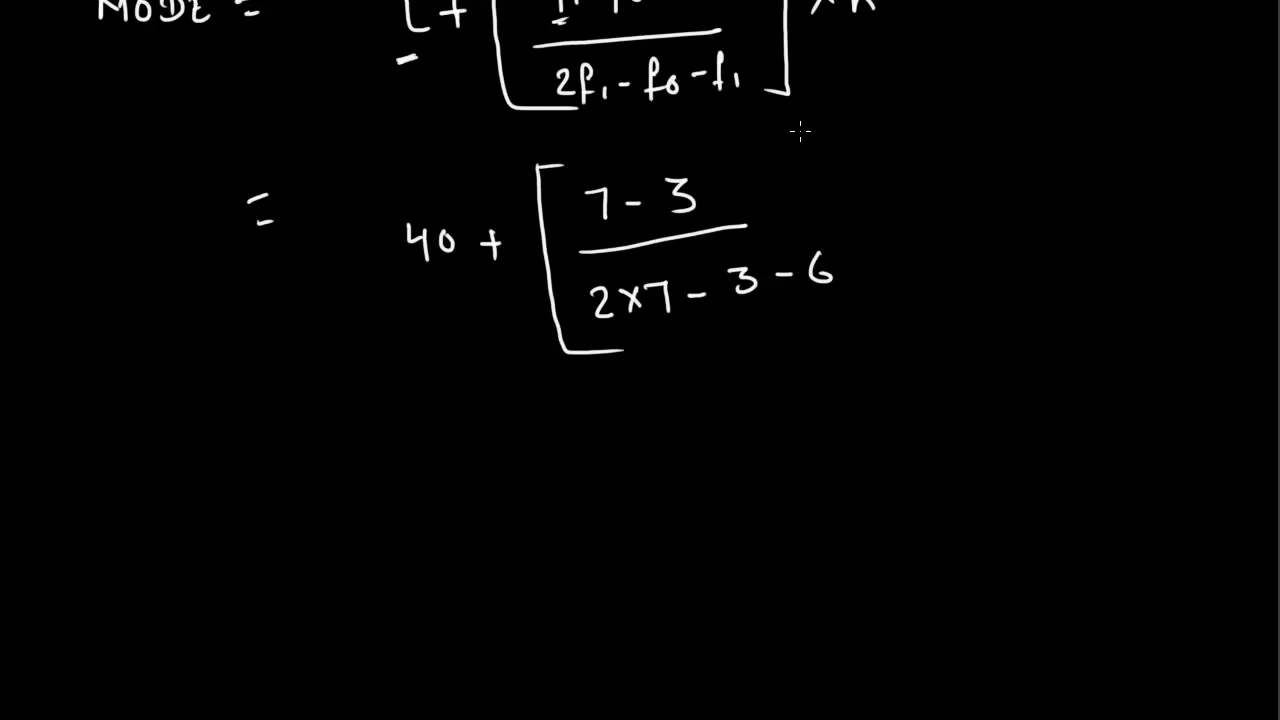 MODE = l +
2f₁ - f₀ - f₁
= 40 + [ 7 - 3
2×7 - 3 - 6